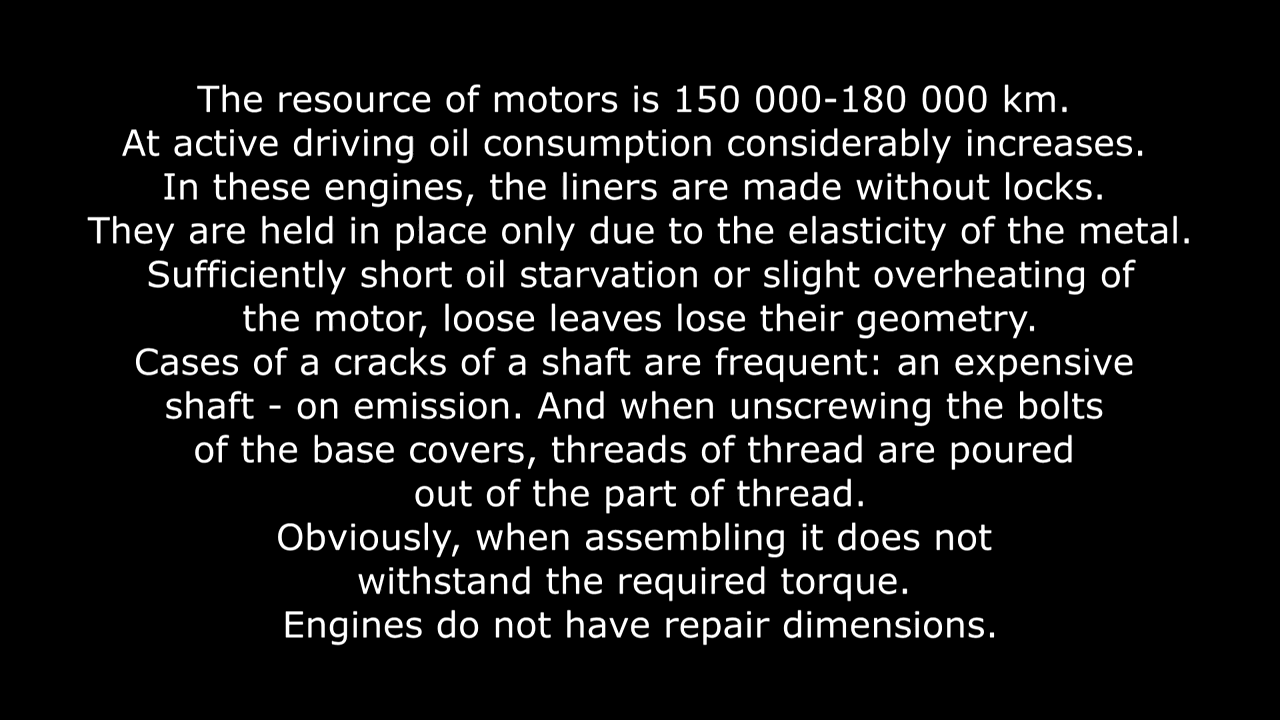 The resource of motors is 150 000-180 000 km.
At active driving oil consumption considerably increases.
In these engines, the liners are made without locks.
They are held in place only due to the elasticity of the metal.
Sufficiently short oil starvation or slight overheating of
the motor, loose leaves lose their geometry.
Cases of a cracks of a shaft are frequent: an expensive
shaft - on emission. And when unscrewing the bolts
of the base covers, threads of thread are poured
out of the part of thread.
Obviously, when assembling it does not
withstand the required torque.
Engines do not have repair dimensions.